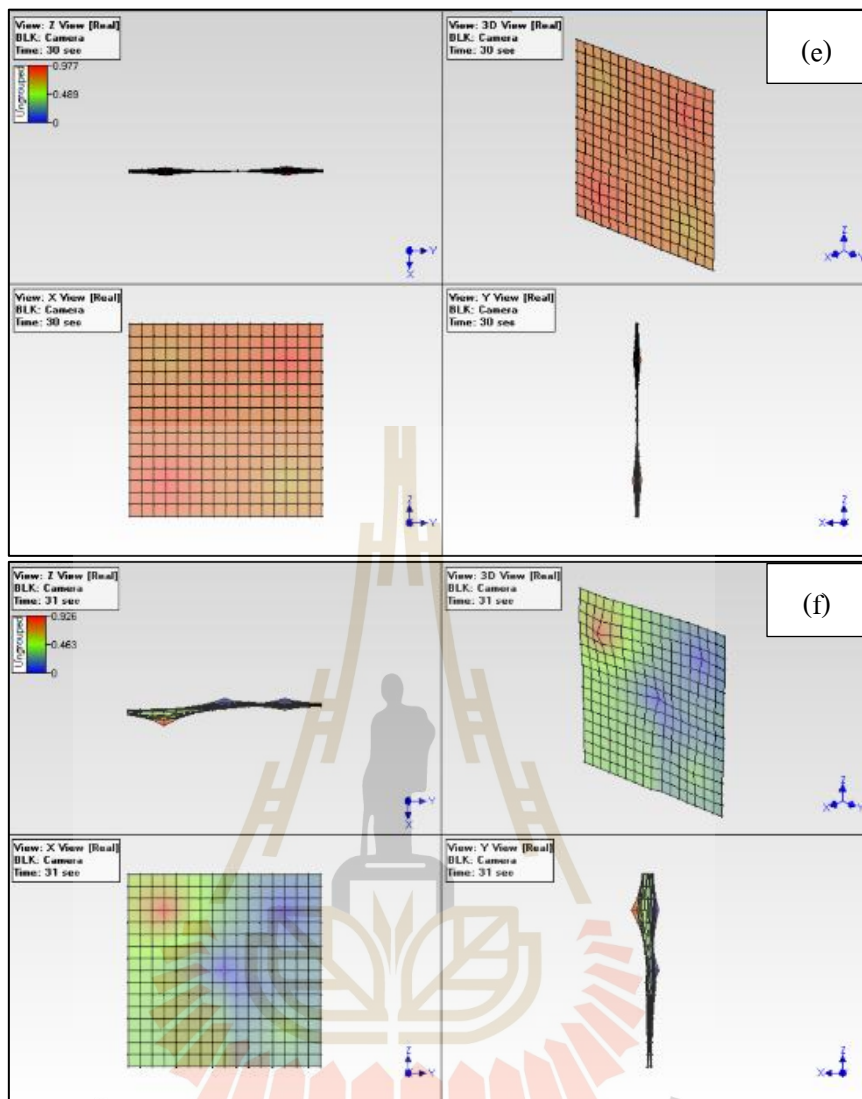 View: Z View [Real]
BLK: Camera
Time: 30 sec
Ungrouped
0.977
0.489
0
Y
X
View: 3D View [Real]
BLK: Camera
Time: 30 sec
(e)
Z
X Y
View: X View [Real]
BLK: Camera
Time: 30 sec
Z
Y
View: Y View [Real]
BLK: Camera
Time: 30 sec
Z
X
View: Z View [Real]
BLK: Camera
Time: 31 sec
Ungrouped
0.926
0.463
0
Y
X
View: 3D View [Real]
BLK: Camera
Time: 31 sec
(f)
Z
X Y
View: X View [Real]
BLK: Camera
Time: 31 sec
Z
Y
View: Y View [Real]
BLK: Camera
Time: 31 sec
Z
X